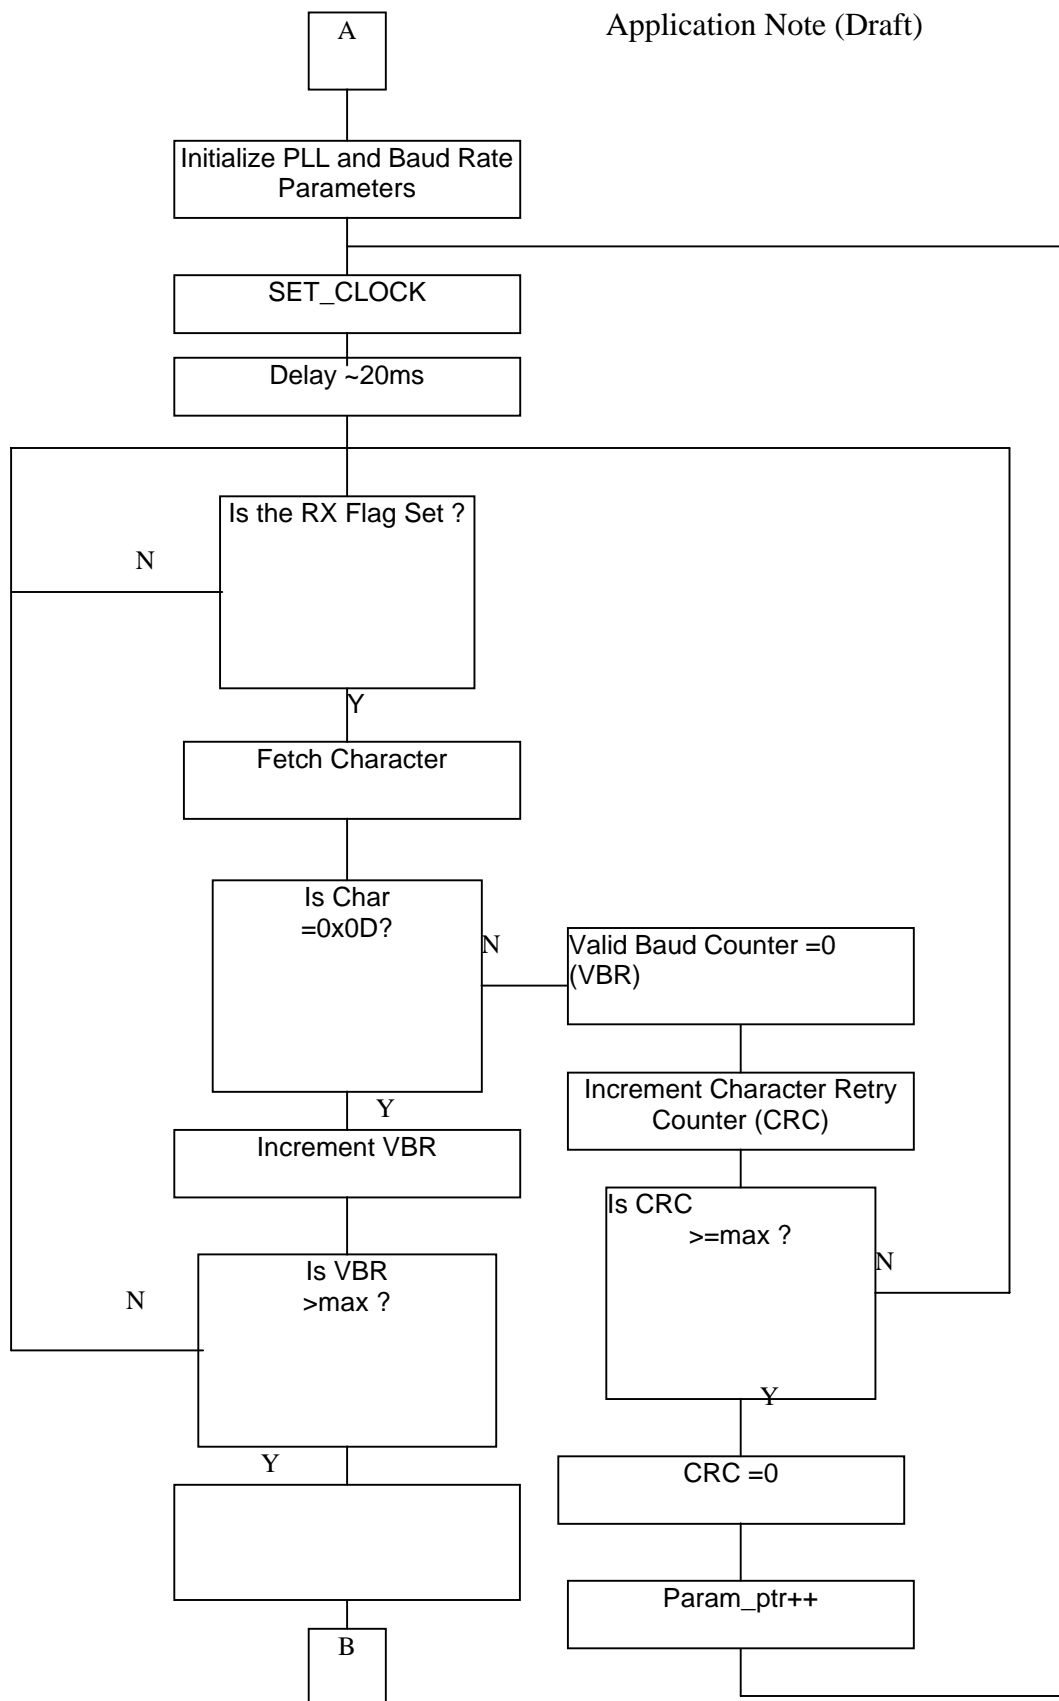 Application Note (Draft)
A
Initialize PLL and Baud Rate
Parameters
SET_CLOCK
Delay ~20ms
Is the RX Flag Set ?
N
Y
Fetch Character
Is Char
=0x0D?
N
Valid Baud Counter =0
(VBR)
Y
Increment Character Retry
Counter (CRC)
Increment VBR
Is CRC
>=max ?
N
Is VBR
>max ?
N
Y
Y
CRC =0
Param_ptr++
B